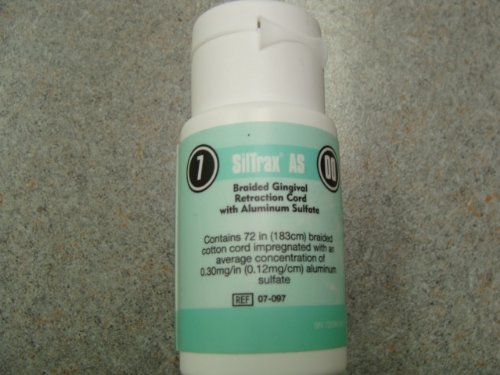 7
SilTrax® AS
00
Braided Gingival
Retraction Cord
with Aluminum Sulfate
Contains 72 in (183cm) braided
cotton cord impregnated with an
average concentration of
0.30mg/in (0.12mg/cm) aluminum
sulfate
REF 07-097